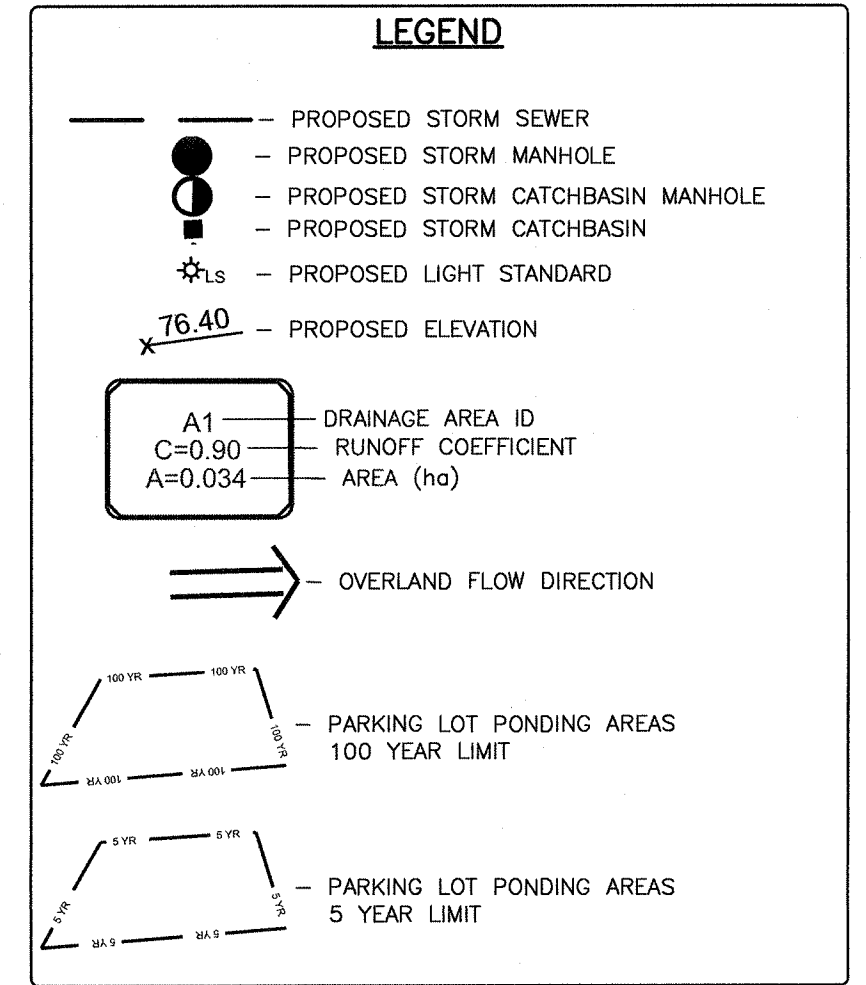 LEGEND
— PROPOSED STORM SEWER
— PROPOSED STORM MANHOLE
— PROPOSED STORM CATCHBASIN MANHOLE
— PROPOSED STORM CATCHBASIN
LS — PROPOSED LIGHT STANDARD
x 76.40 — PROPOSED ELEVATION
A1 — DRAINAGE AREA ID
C=0.90 — RUNOFF COEFFICIENT
A=0.034 — AREA (ha)
— OVERLAND FLOW DIRECTION
100 YR 100 YR
100 YR
100 YR
100 YR 100 YR
— PARKING LOT PONDING AREAS
100 YEAR LIMIT
5 YR 5 YR
5 YR
5 YR
5 YR 5 YR
— PARKING LOT PONDING AREAS
5 YEAR LIMIT